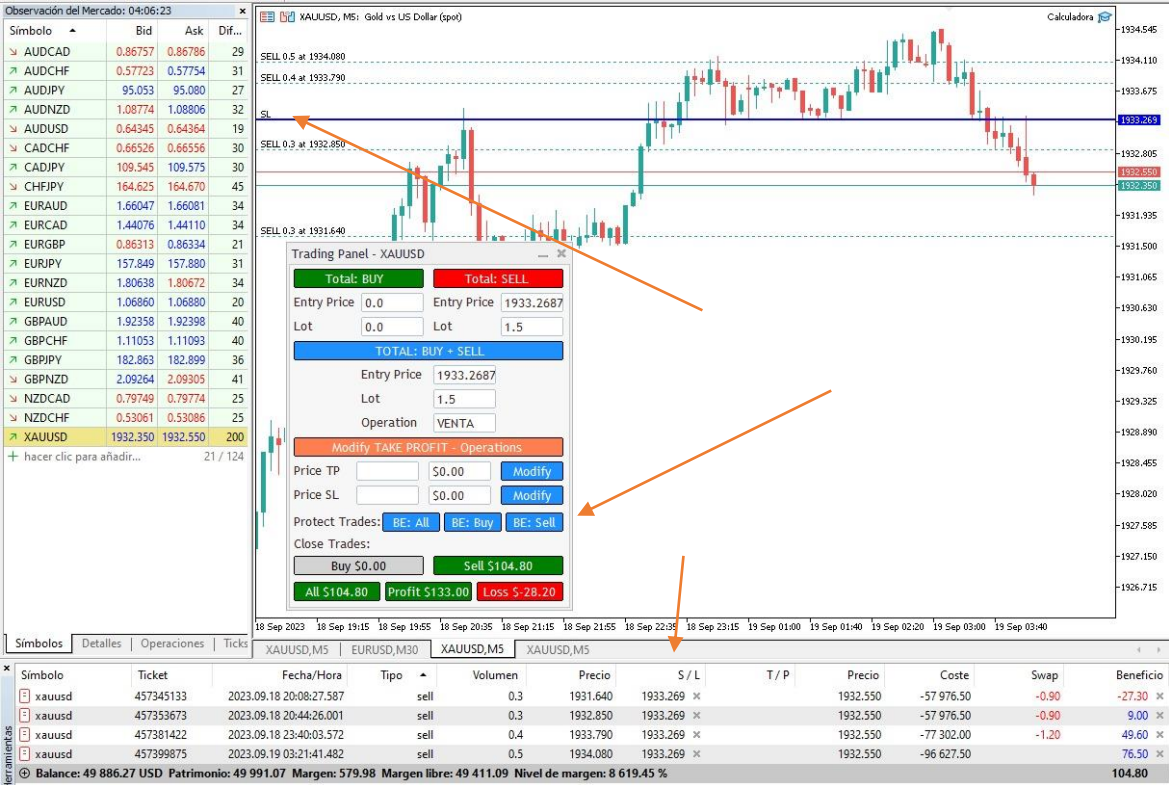 Observación del Mercado: 04:06:23
Símbolo Bid Ask Dif...
AUDCAD 0.86757 0.86786 29
AUDCHF 0.57723 0.57754 31
AUDJPY 95.053 95.080 27
AUDNZD 1.08774 1.08806 32
AUDUSD 0.64345 0.64364 19
CADCHF 0.66526 0.66556 30
CADJPY 109.545 109.575 30
CHFJPY 164.625 164.670 45
EURAUD 1.66047 1.66081 34
EURCAD 1.44076 1.44110 34
EURGBP 0.86313 0.86334 21
EURJPY 157.849 157.880 31
EURNZD 1.80638 1.80672 34
EURUSD 1.06860 1.06880 20
GBPAUD 1.92358 1.92398 40
GBPCHF 1.11053 1.11093 40
GBPJPY 182.863 182.899 36
GBPNZD 2.09264 2.09305 41
NZDCAD 0.79749 0.79774 25
NZDCHF 0.53061 0.53086 25
XAUUSD 1932.350 1932.550 200
hacer clic para añadir... 21 / 124
Símbolos Detalles Operaciones Ticks
XAUUSD, M5: Gold vs US Dollar (spot)
Calculadora
SELL 0.5 at 1934.080
SELL 0.4 at 1933.790
SL
SELL 0.3 at 1932.850
SELL 0.3 at 1931.640
1934.545
1934.110
1933.675
1933.269
1932.805
1932.550
1932.350
1931.935
1931.500
1931.065
1930.630
1930.195
1929.760
1929.325
1928.890
1928.455
1928.020
1927.585
1927.150
1926.715
Trading Panel - XAUUSD
Total: BUY Total: SELL
Entry Price 0.0 Entry Price 1933.2687
Lot 0.0 Lot 1.5
TOTAL: BUY + SELL
Entry Price 1933.2687
Lot 1.5
Operation VENTA
Modify TAKE PROFIT - Operations
Price TP $0.00 Modify
Price SL $0.00 Modify
Protect Trades: BE: All BE: Buy BE: Sell
Close Trades:
Buy $0.00 Sell $104.80
All $104.80 Profit $133.00 Loss $-28.20
18 Sep 2023 18 Sep 19:15 18 Sep 19:55 18 Sep 20:35 18 Sep 21:15 18 Sep 21:55 18 Sep 22:35 18 Sep 23:15 19 Sep 01:00 19 Sep 01:40 19 Sep 02:20 19 Sep 03:00 19 Sep 03:40
XAUUSD,M5 EURUSD,M30 XAUUSD,M5 XAUUSD,M5
Símbolo Ticket Fecha/Hora Tipo Volumen Precio S / L T / P Precio Coste Swap Beneficio
xauusd 457345133 2023.09.18 20:08:27.587 sell 0.3 1931.640 1933.269 1932.550 -57 976.50 -0.90 -27.30
xauusd 457353673 2023.09.18 20:44:26.001 sell 0.3 1932.850 1933.269 1932.550 -57 976.50 -0.90 9.00
xauusd 457381422 2023.09.18 23:40:03.572 sell 0.4 1933.790 1933.269 1932.550 -77 302.00 -1.20 49.60
xauusd 457399875 2023.09.19 03:21:41.482 sell 0.5 1934.080 1933.269 1932.550 -96 627.50 76.50
Balance: 49 886.27 USD Patrimonio: 49 991.07 Margen: 579.98 Margen libre: 49 411.09 Nivel de margen: 8 619.45 % 104.80